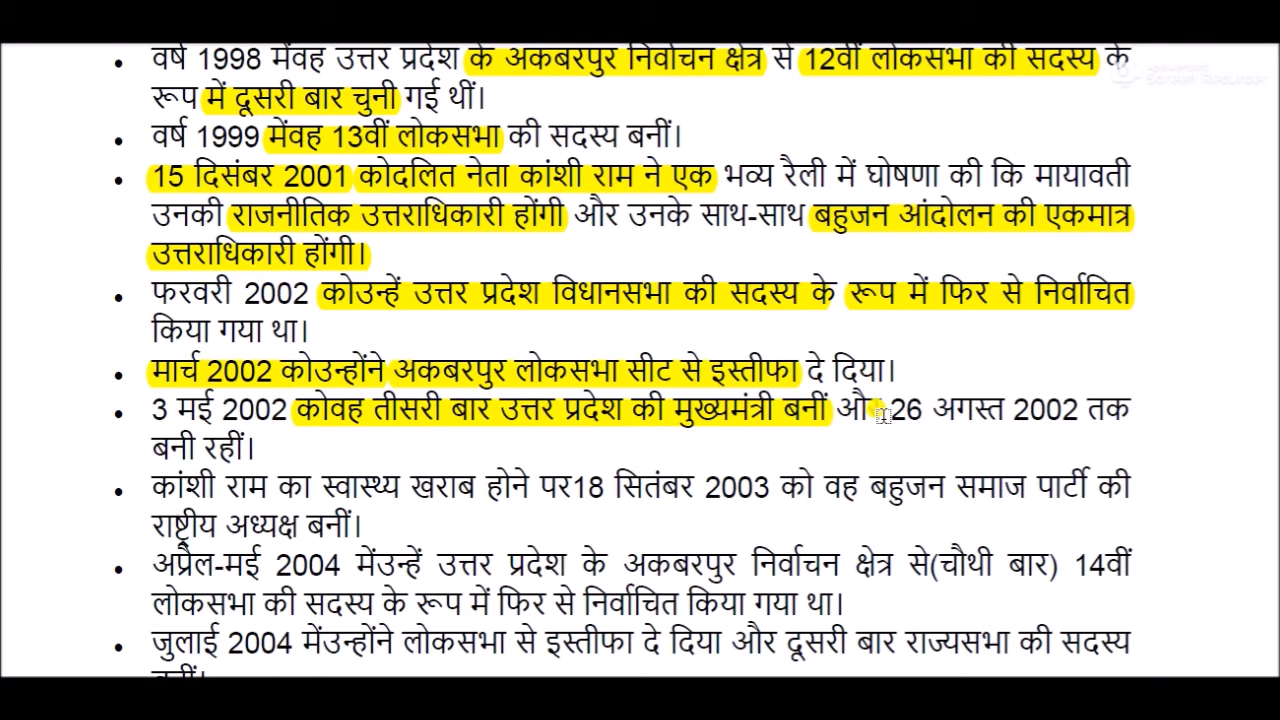 • वर्ष 1998 मेंवह उत्तर प्रदेश के अकबरपुर निर्वाचन क्षेत्र से 12वीं लोकसभा की सदस्य के
रूप में दूसरी बार चुनी गई थीं।
• वर्ष 1999 मेंवह 13वीं लोकसभा की सदस्य बनीं।
• 15 दिसंबर 2001 कोदलित नेता कांशी राम ने एक भव्य रैली में घोषणा की कि मायावती
उनकी राजनीतिक उत्तराधिकारी होंगी और उनके साथ-साथ बहुजन आंदोलन की एकमात्र
उत्तराधिकारी होंगी।
• फरवरी 2002 कोउन्हें उत्तर प्रदेश विधानसभा की सदस्य के रूप में फिर से निर्वाचित
किया गया था।
• मार्च 2002 कोउन्होंने अकबरपुर लोकसभा सीट से इस्तीफा दे दिया।
• 3 मई 2002 कोवह तीसरी बार उत्तर प्रदेश की मुख्यमंत्री बनीं और 26 अगस्त 2002 तक
बनी रहीं।
• कांशी राम का स्वास्थ्य खराब होने पर18 सितंबर 2003 को वह बहुजन समाज पार्टी की
राष्ट्रीय अध्यक्ष बनीं।
• अप्रैल-मई 2004 मेंउन्हें उत्तर प्रदेश के अकबरपुर निर्वाचन क्षेत्र से(चौथी बार) 14वीं
लोकसभा की सदस्य के रूप में फिर से निर्वाचित किया गया था।
• जुलाई 2004 मेंउन्होंने लोकसभा से इस्तीफा दे दिया और दूसरी बार राज्यसभा की सदस्य